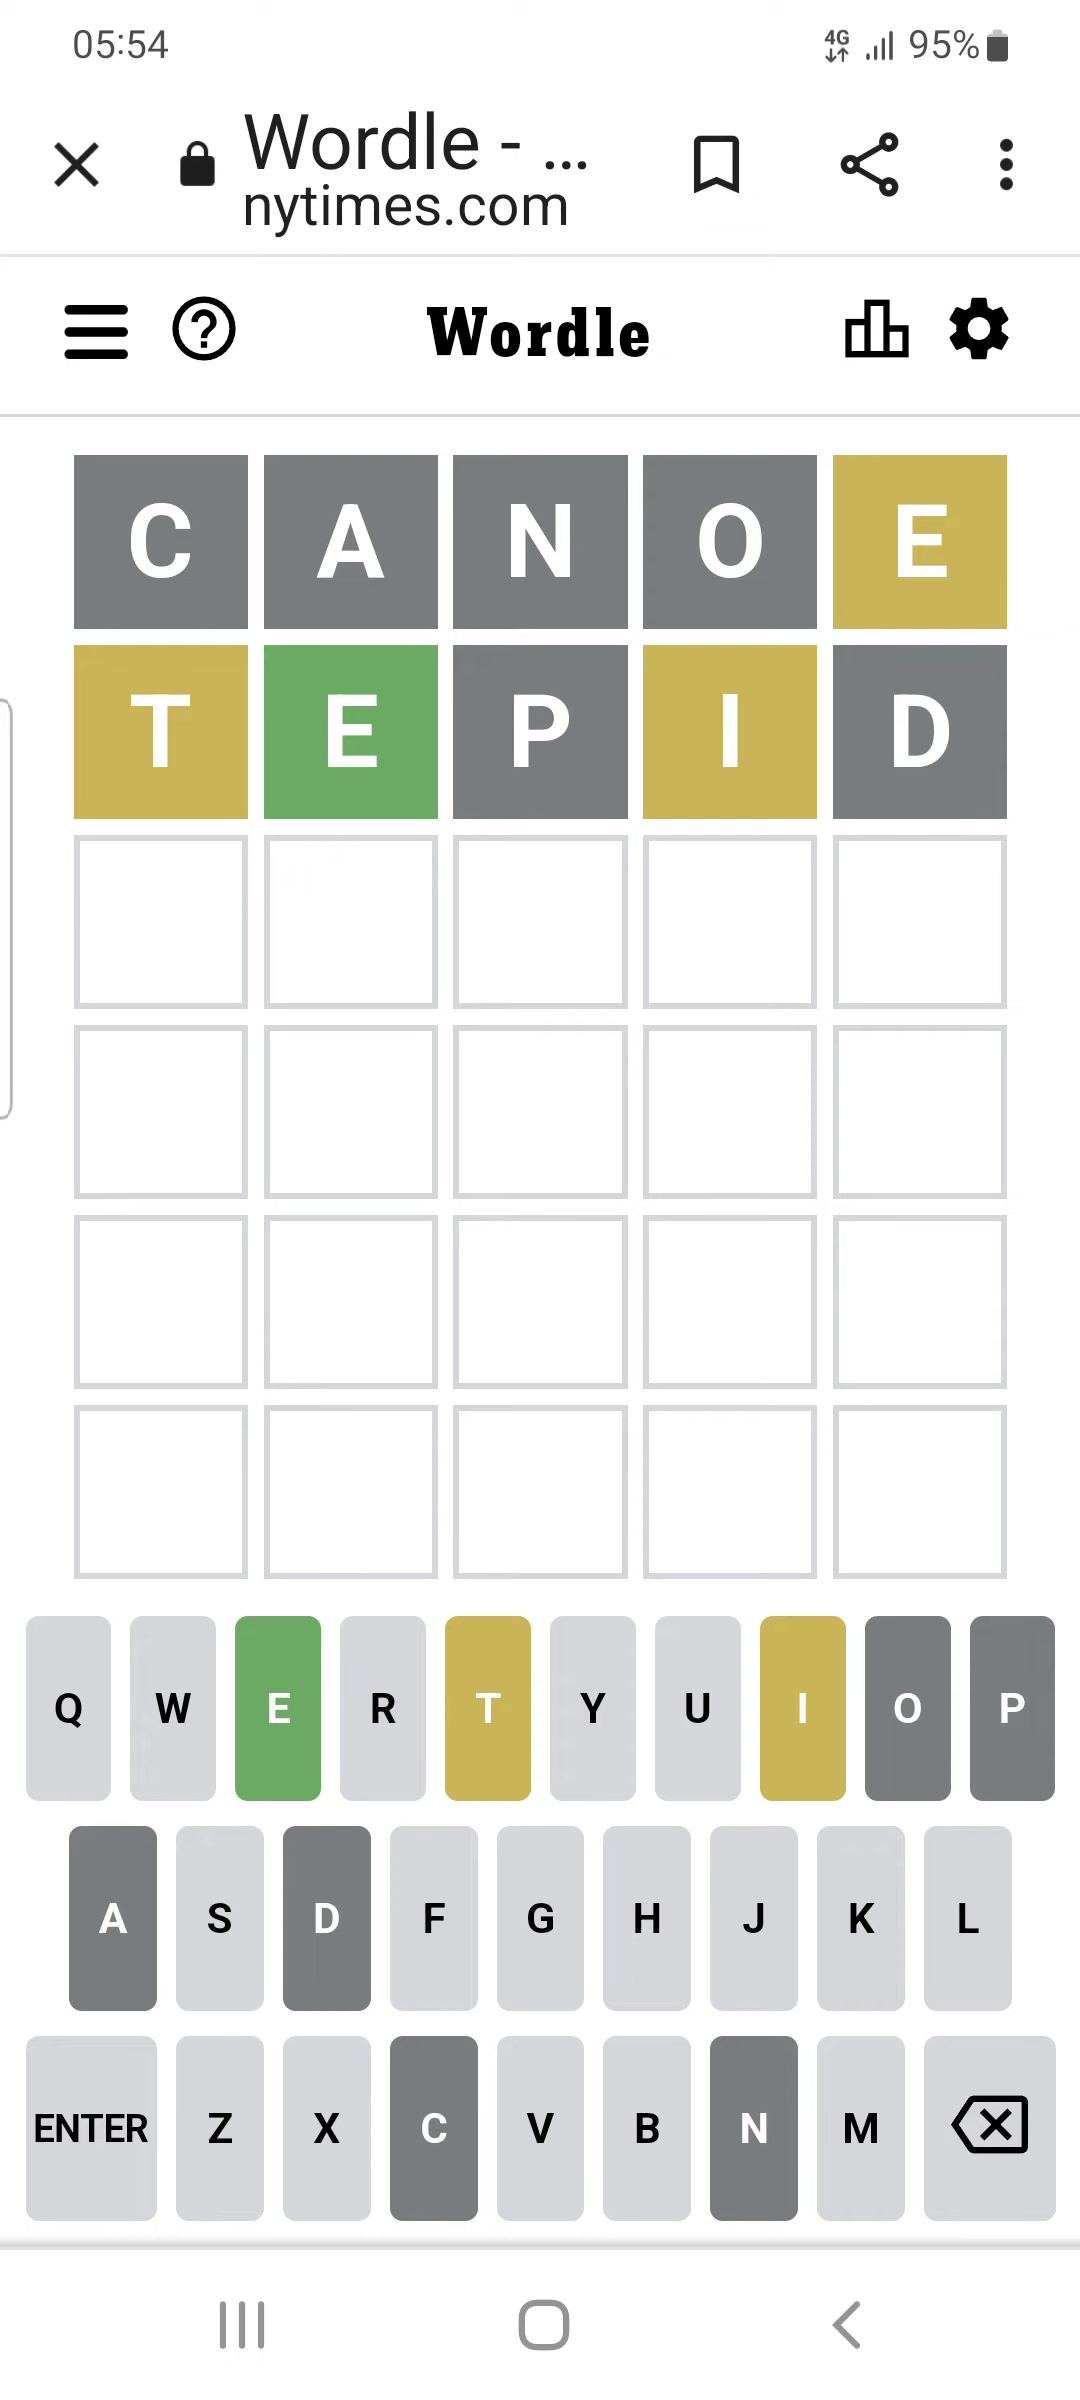 05:54 4G 95%
Wordle - ...
nytimes.com
Wordle
C A N O E
T E P I D
Q W E R T Y U I O P
A S D F G H J K L
ENTER Z X C V B N M